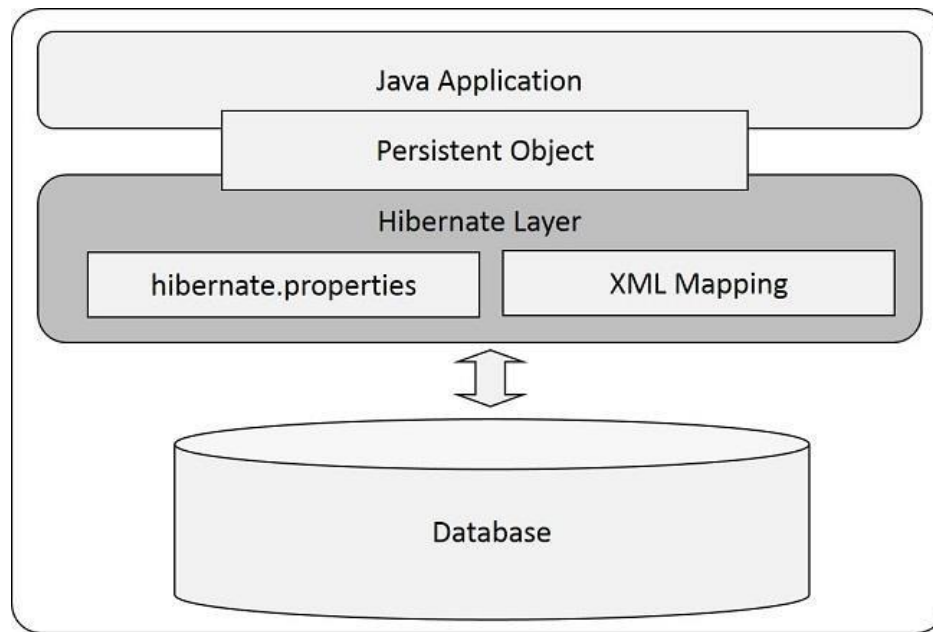 Java Application
Persistent Object
Hibernate Layer
hibernate.properties
XML Mapping
Database